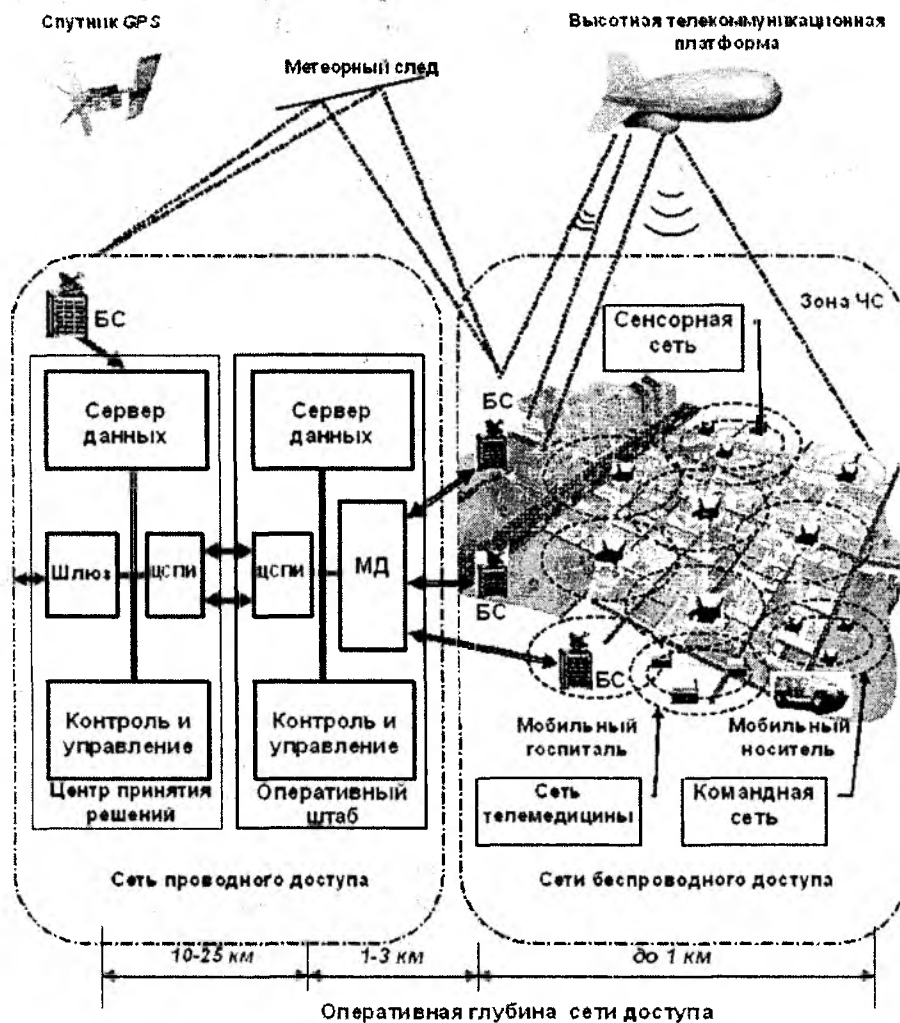 Спутник GPS
Высотная телекоммуникационная
платформа
Метеорный след
БС
Зона ЧС
Сенсорная
сеть
Сервер
данных
Сервер
данных
БС
Шлюз
ЦСПИ
ЦСПИ
МД
БС
БС
Контроль и
управление
Контроль и
управление
Мобильный
госпиталь
Мобильный
носитель
Центр принятия
решений
Оперативный
штаб
Сеть
телемедицины
Командная
сеть
Сеть проводного доступа
Сети беспроводного доступа
10-25 км
1-3 км
до 1 км
Оперативная глубина сети доступа